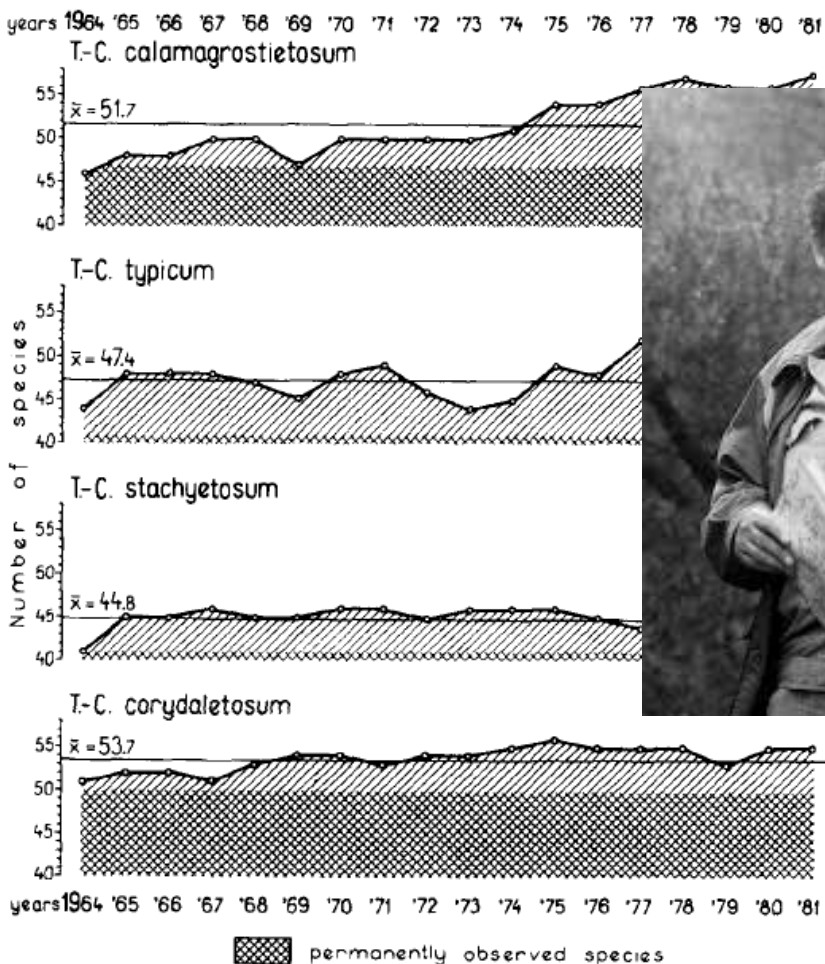 years 1964 '65 '66 '67 '68 '69 '70 '71 '72 '73 '74 '75 '76 '77 '78 '79 '80 '81
T.-C. calamagrostietosum
55
x̄ = 51.7
50
45
40
T.-C. typicum
55
50
x̄ = 47.4
45
40
Number of species
T.-C. stachyetosum
55
50
x̄ = 44.8
45
40
T.-C. corydaletosum
55
x̄ = 53.7
50
45
40
years 1964 '65 '66 '67 '68 '69 '70 '71 '72 '73 '74 '75 '76 '77 '78 '79 '80 '81
permanently observed species